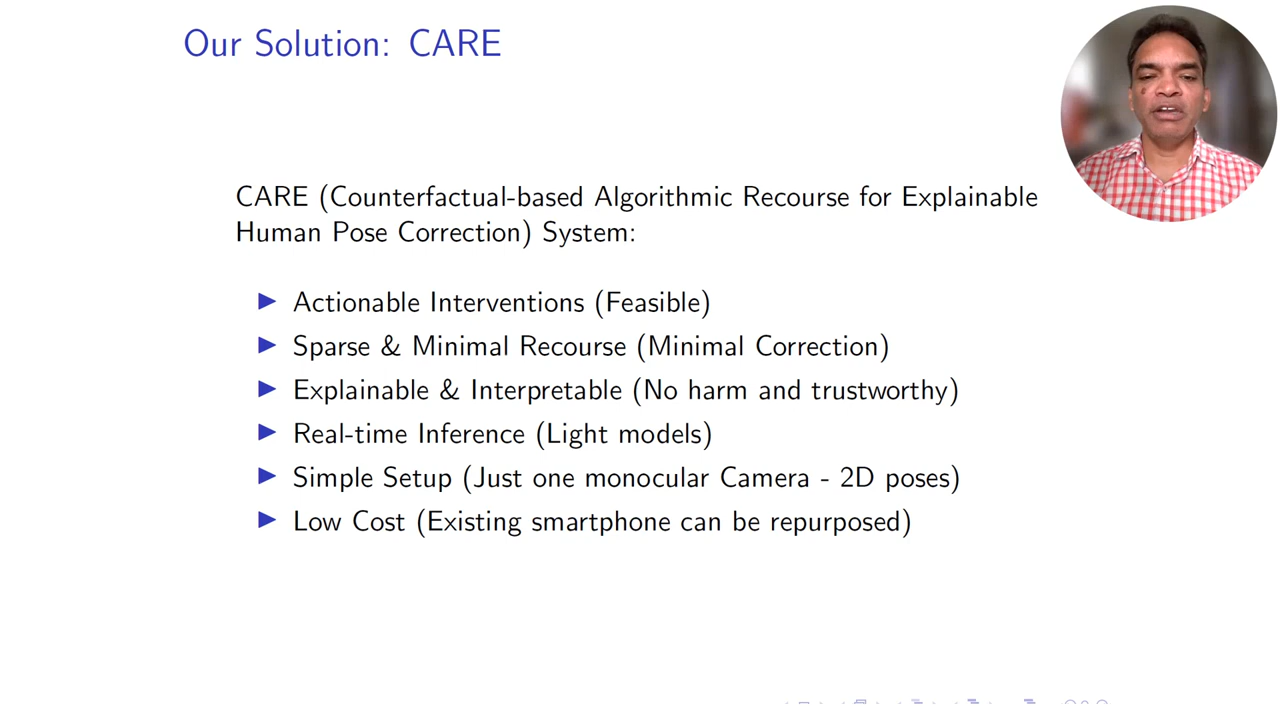 Our Solution: CARE
CARE (Counterfactual-based Algorithmic Recourse for Explainable
Human Pose Correction) System:
▶ Actionable Interventions (Feasible)
▶ Sparse & Minimal Recourse (Minimal Correction)
▶ Explainable & Interpretable (No harm and trustworthy)
▶ Real-time Inference (Light models)
▶ Simple Setup (Just one monocular Camera - 2D poses)
▶ Low Cost (Existing smartphone can be repurposed)